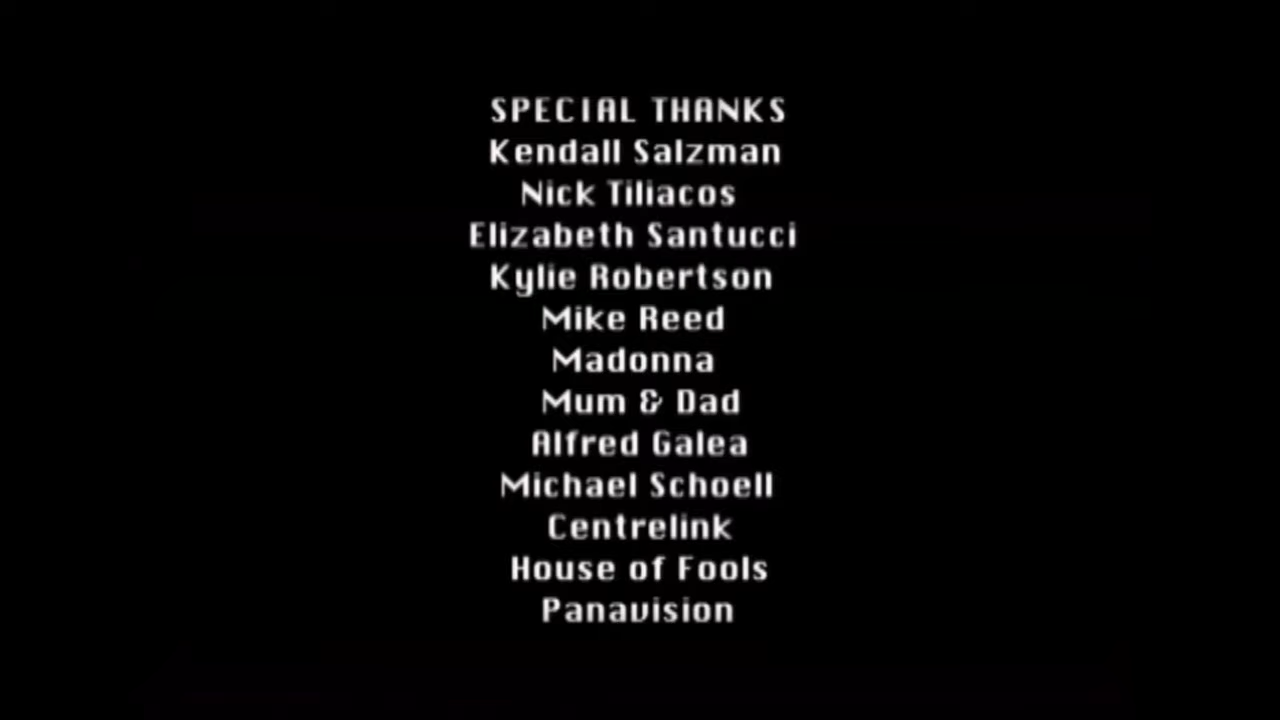 SPECIAL THANKS
Kendall Salzman
Nick Tiliacos
Elizabeth Santucci
Kylie Robertson
Mike Reed
Madonna
Mum & Dad
Alfred Galea
Michael Schoell
Centrelink
House of Fools
Panavision